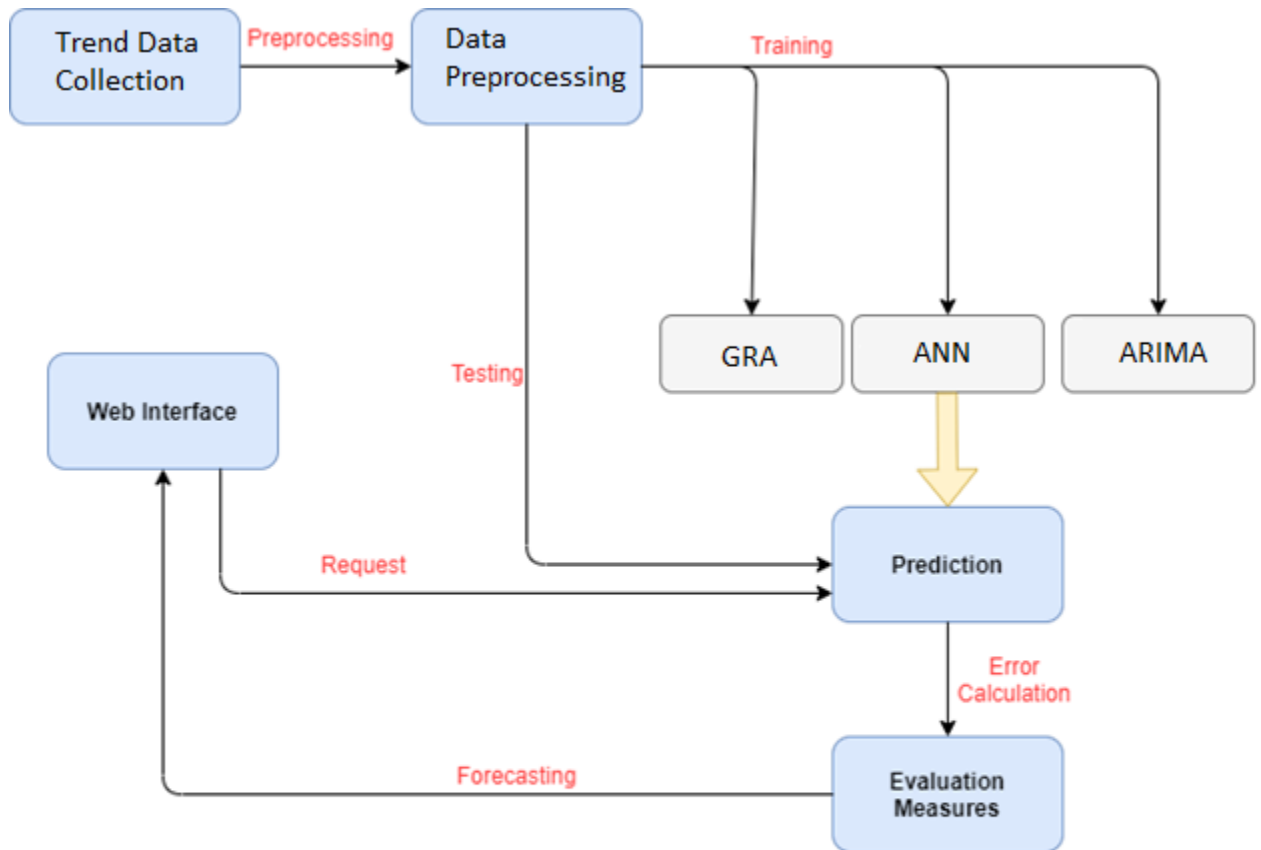 Trend Data
Collection
Preprocessing
Data
Preprocessing
Training
GRA
ANN
ARIMA
Testing
Web Interface
Request
Prediction
Error
Calculation
Forecasting
Evaluation
Measures